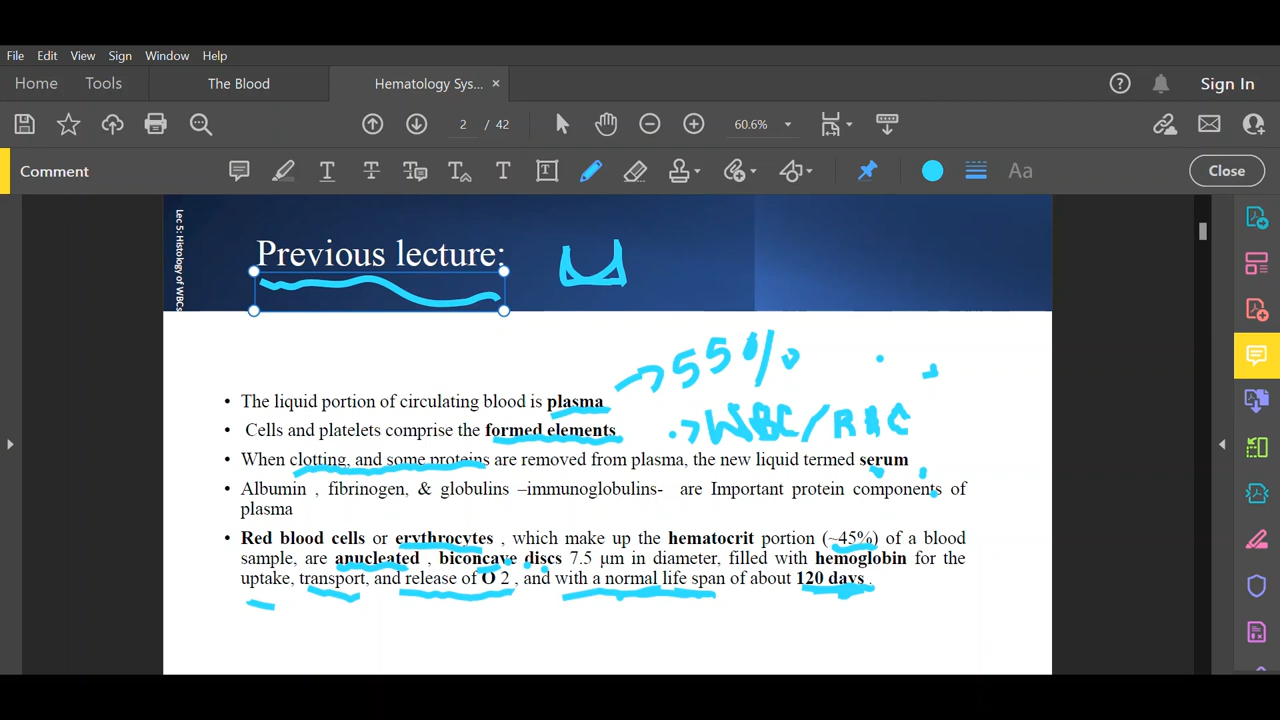 File Edit View Sign Window Help
Home Tools The Blood Hematology Sys... × Sign In
2 / 42 60.6%
Comment Aa Close
Lec 5: Histology of WBCs
Previous lecture:
→55%
• The liquid portion of circulating blood is plasma
→WBC/RBC
• Cells and platelets comprise the formed elements
• When clotting, and some proteins are removed from plasma, the new liquid termed serum
• Albumin , fibrinogen, & globulins –immunoglobulins- are Important protein components of
plasma
• Red blood cells or erythrocytes , which make up the hematocrit portion (~45%) of a blood
sample, are anucleated , biconcave discs 7.5 μm in diameter, filled with hemoglobin for the
uptake, transport, and release of O 2 , and with a normal life span of about 120 days .